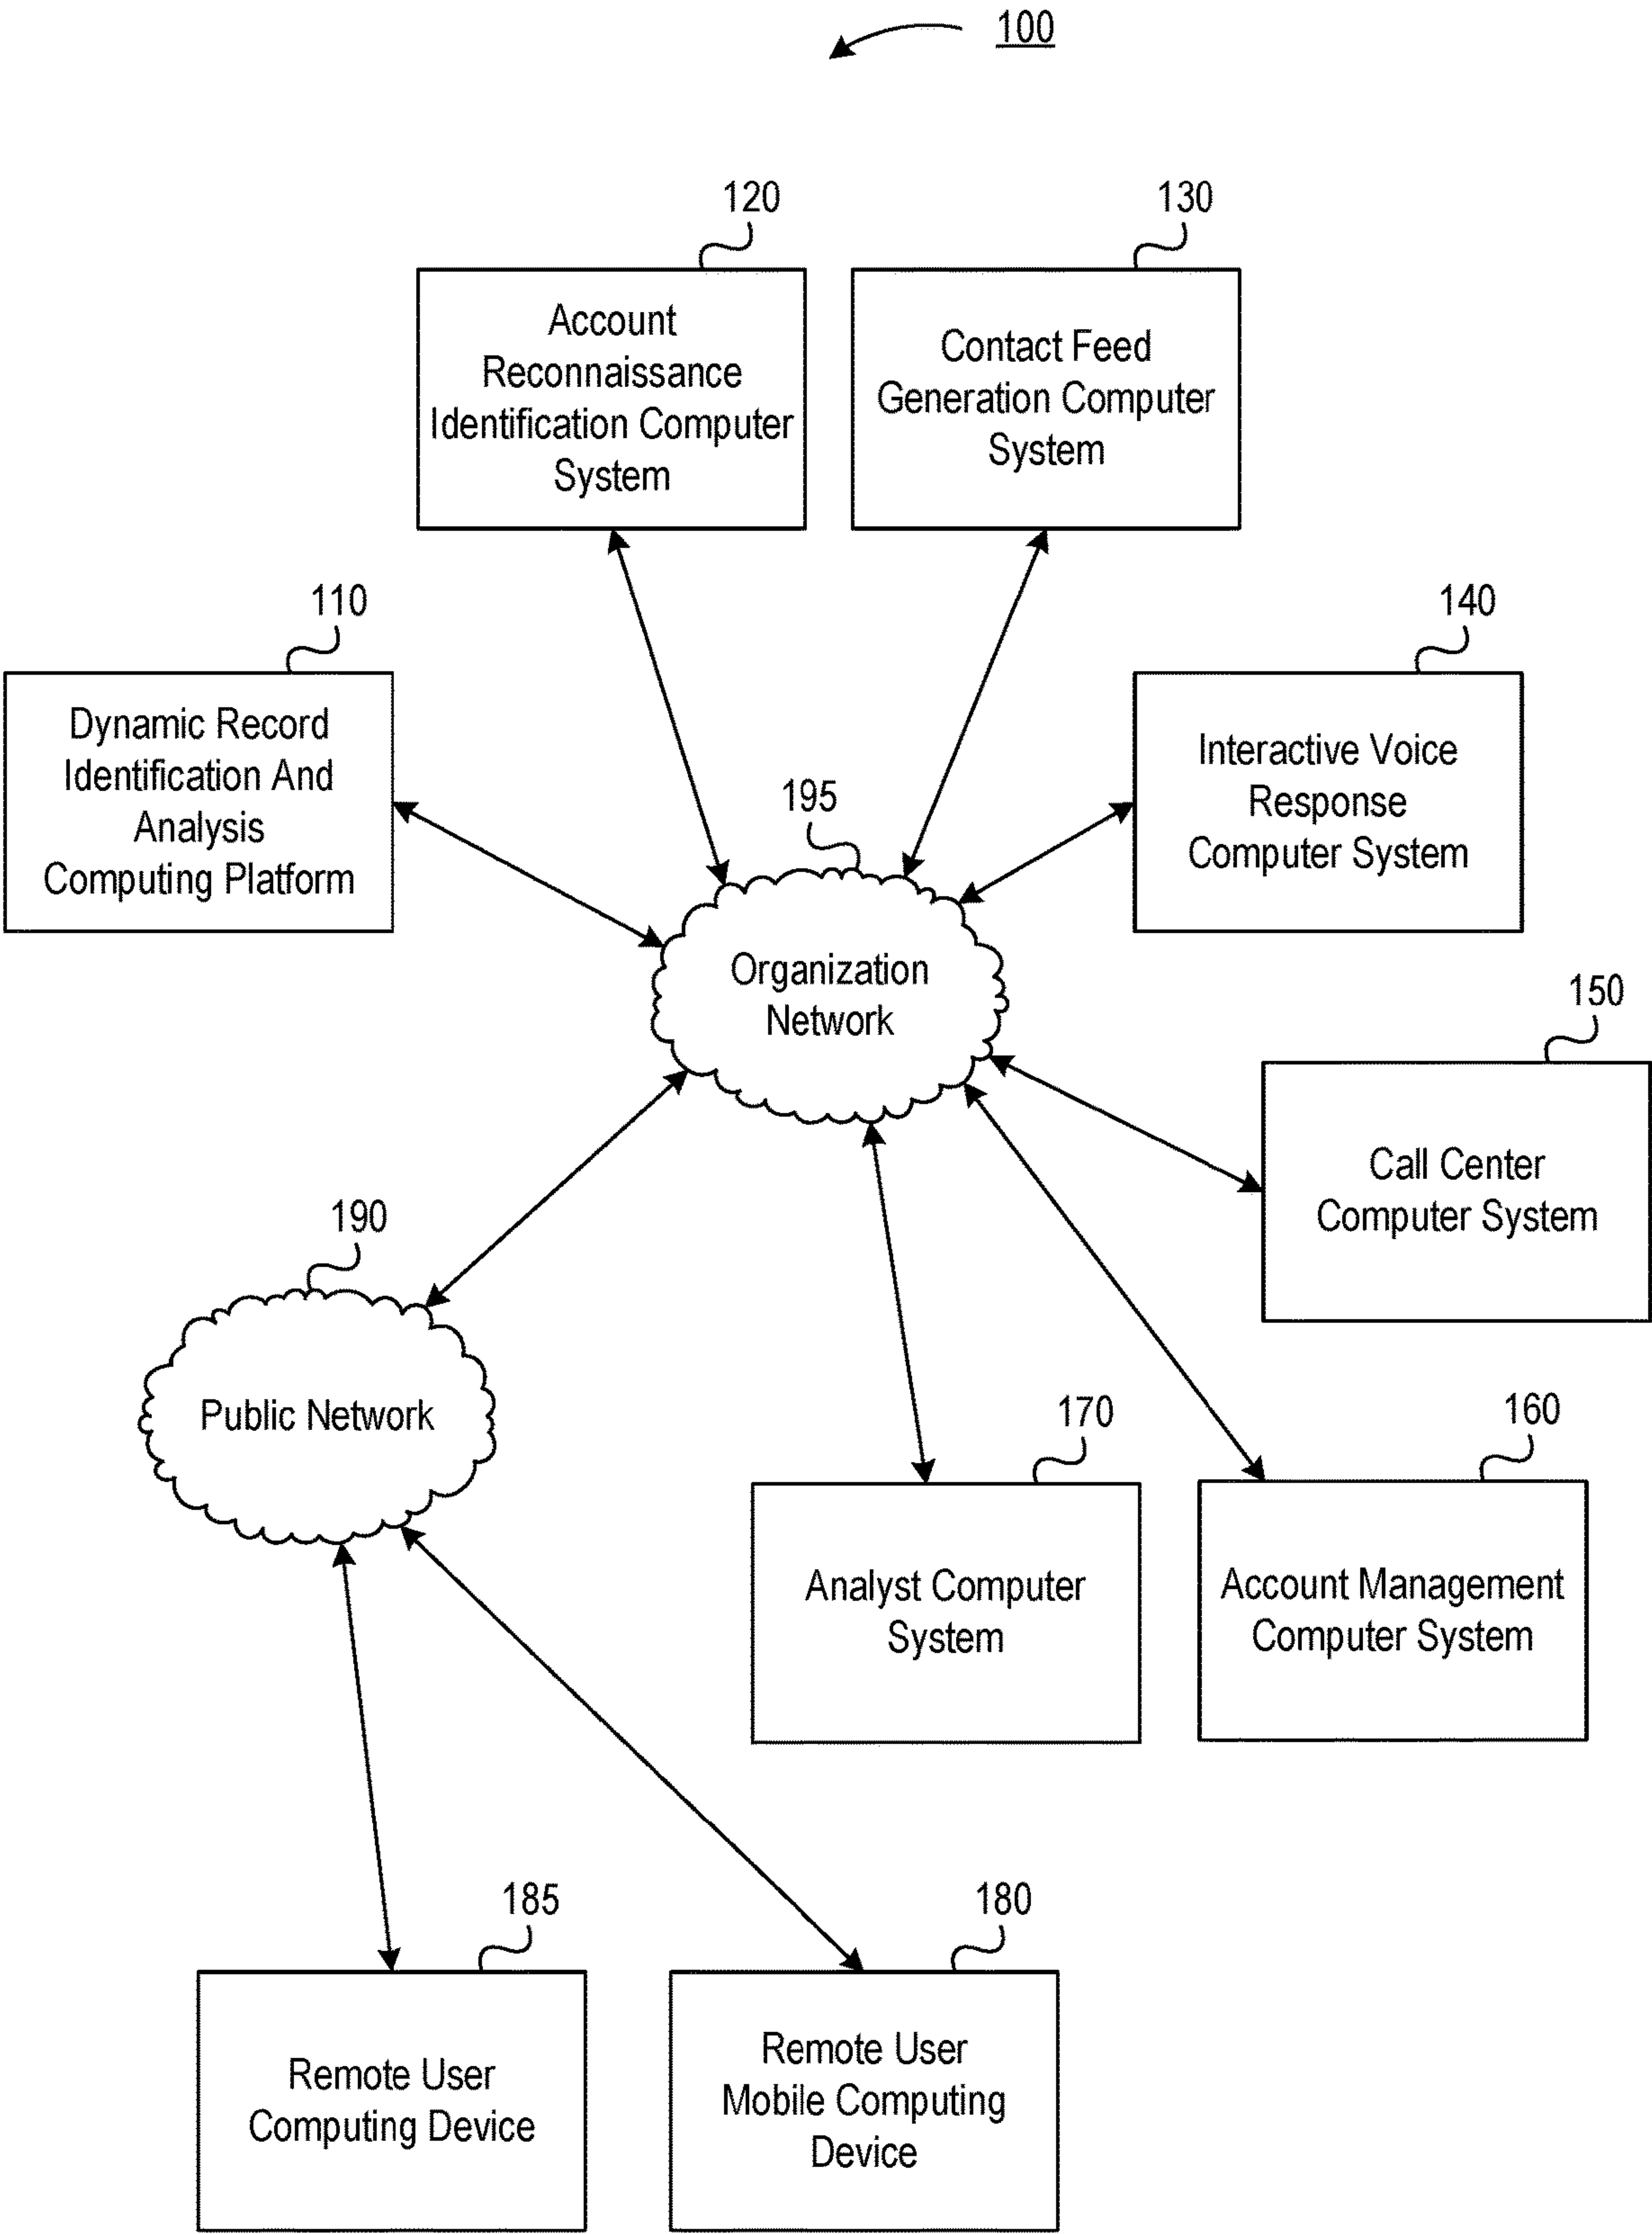 100
120
130
Account
Reconnaissance
Identification Computer
System
Contact Feed
Generation Computer
System
110
140
Dynamic Record
Identification And
Analysis
Computing Platform
Interactive Voice
Response
Computer System
195
Organization
Network
150
Call Center
Computer System
190
Public Network
170
160
Analyst Computer
System
Account Management
Computer System
185
180
Remote User
Computing Device
Remote User
Mobile Computing
Device